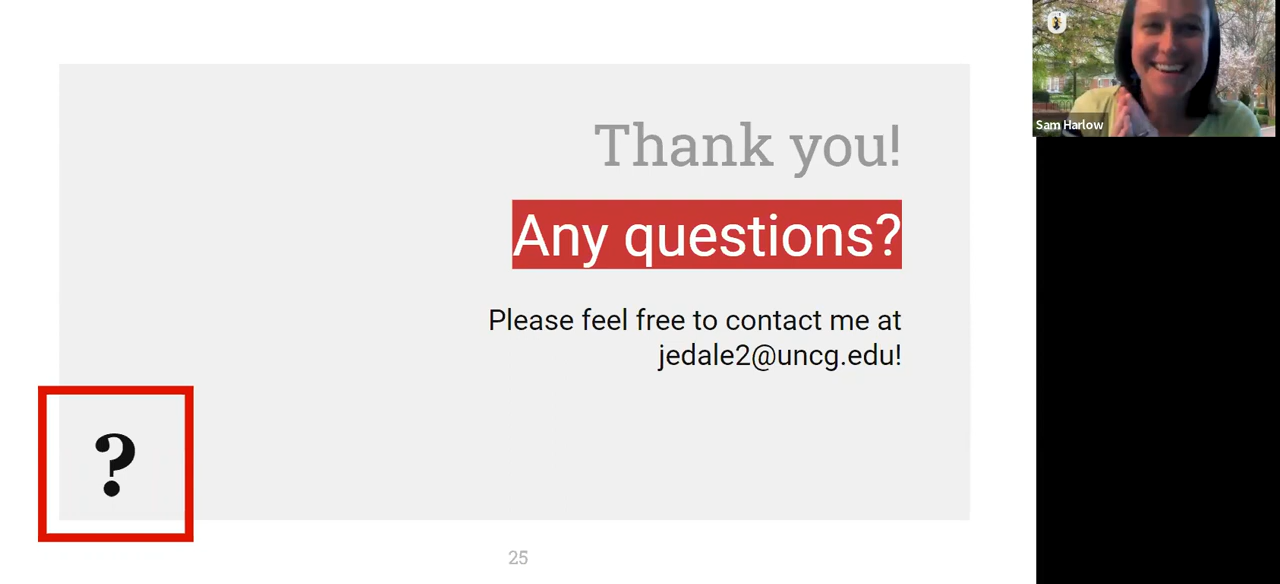 Thank you!
Any questions?
Please feel free to contact me at
jedale2@uncg.edu!
?
25
Sam Harlow